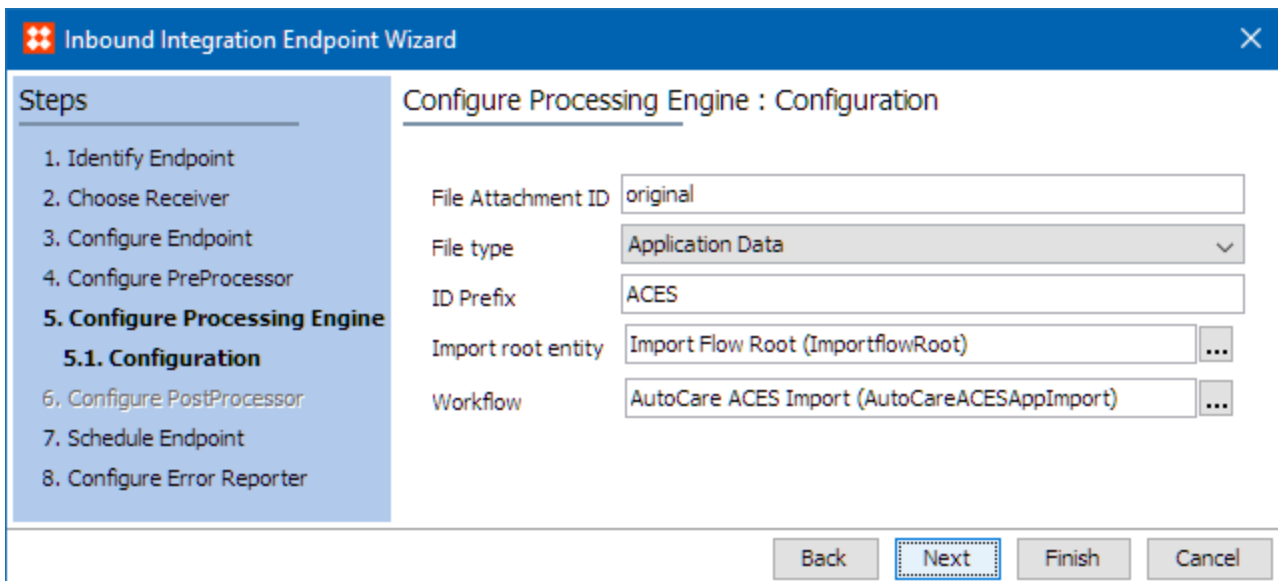 Inbound Integration Endpoint Wizard
Steps
1. Identify Endpoint
2. Choose Receiver
3. Configure Endpoint
4. Configure PreProcessor
5. Configure Processing Engine
5.1. Configuration
6. Configure PostProcessor
7. Schedule Endpoint
8. Configure Error Reporter
Configure Processing Engine : Configuration
File Attachment ID original
File type Application Data
ID Prefix ACES
Import root entity Import Flow Root (ImportflowRoot) ...
Workflow AutoCare ACES Import (AutoCareACESAppImport) ...
Back Next Finish Cancel